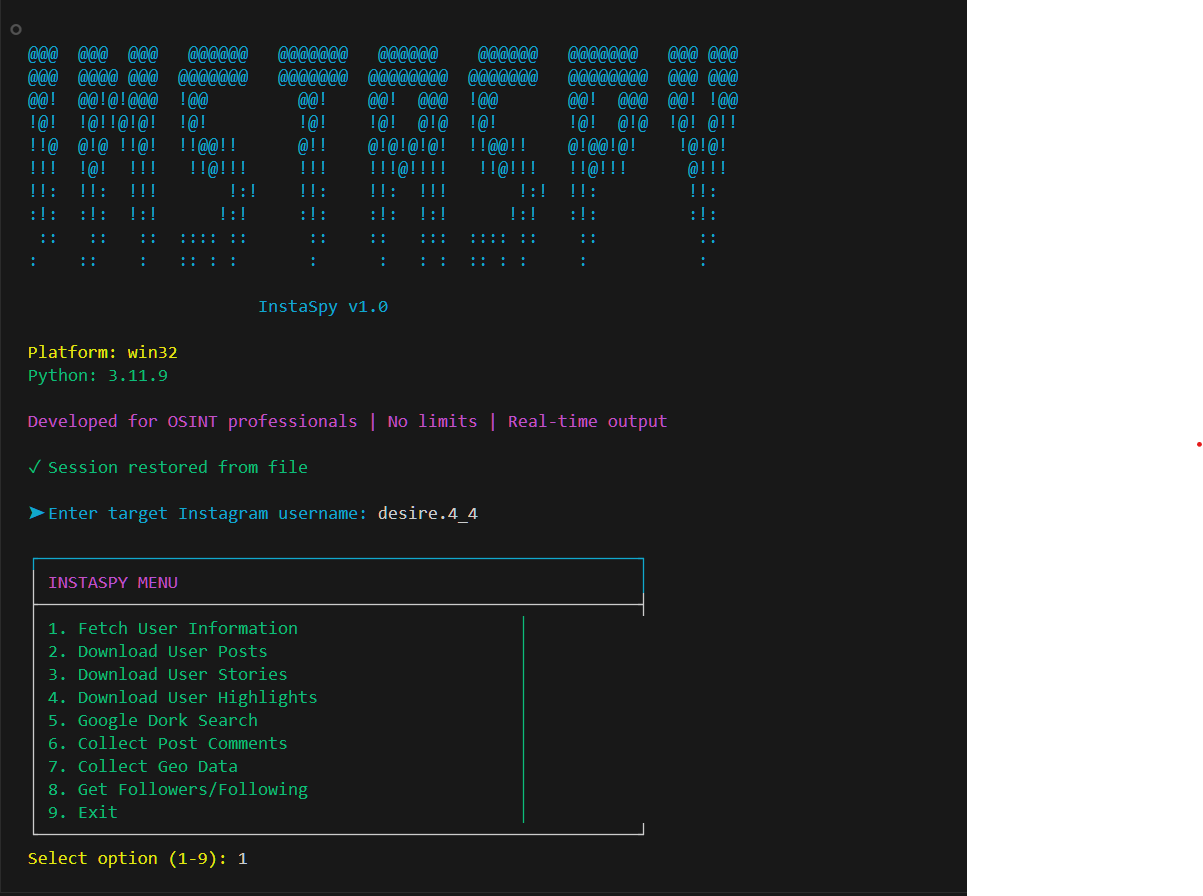 @@@  @@@  @@@   @@@@@@   @@@@@@@   @@@@@@    @@@@@@   @@@@@@@   @@@ @@@
@@@  @@@@ @@@  @@@@@@@   @@@@@@@  @@@@@@@@  @@@@@@@   @@@@@@@@  @@@ @@@
@@!  @@!@!@@@  !@@         @@!    @@!  @@@  !@@       @@!  @@@  @@! !@@
!@!  !@!!@!@!  !@!         !@!    !@!  @!@  !@!       !@!  @!@  !@! @!!
!!@  @!@ !!@!  !!@@!!      @!!    @!@!@!@!  !!@@!!    @!@@!@!    !@!@!
!!!  !@!  !!!   !!@!!!     !!!    !!!@!!!!   !!@!!!   !!@!!!      @!!!
!!:  !!:  !!!       !:!    !!:    !!:  !!!       !:!  !!:         !!:
:!:  :!:  !:!      !:!     :!:    :!:  !:!      !:!   :!:         :!:
 ::   ::   ::  :::: ::      ::    ::   :::  :::: ::    ::          ::
:    ::    :   :: : :       :      :   : :  :: : :     :           :
InstaSpy v1.0
Platform: win32
Python: 3.11.9
Developed for OSINT professionals | No limits | Real-time output
✓ Session restored from file
➤ Enter target Instagram username: desire.4_4
INSTASPY MENU
1. Fetch User Information
2. Download User Posts
3. Download User Stories
4. Download User Highlights
5. Google Dork Search
6. Collect Post Comments
7. Collect Geo Data
8. Get Followers/Following
9. Exit
Select option (1-9): 1